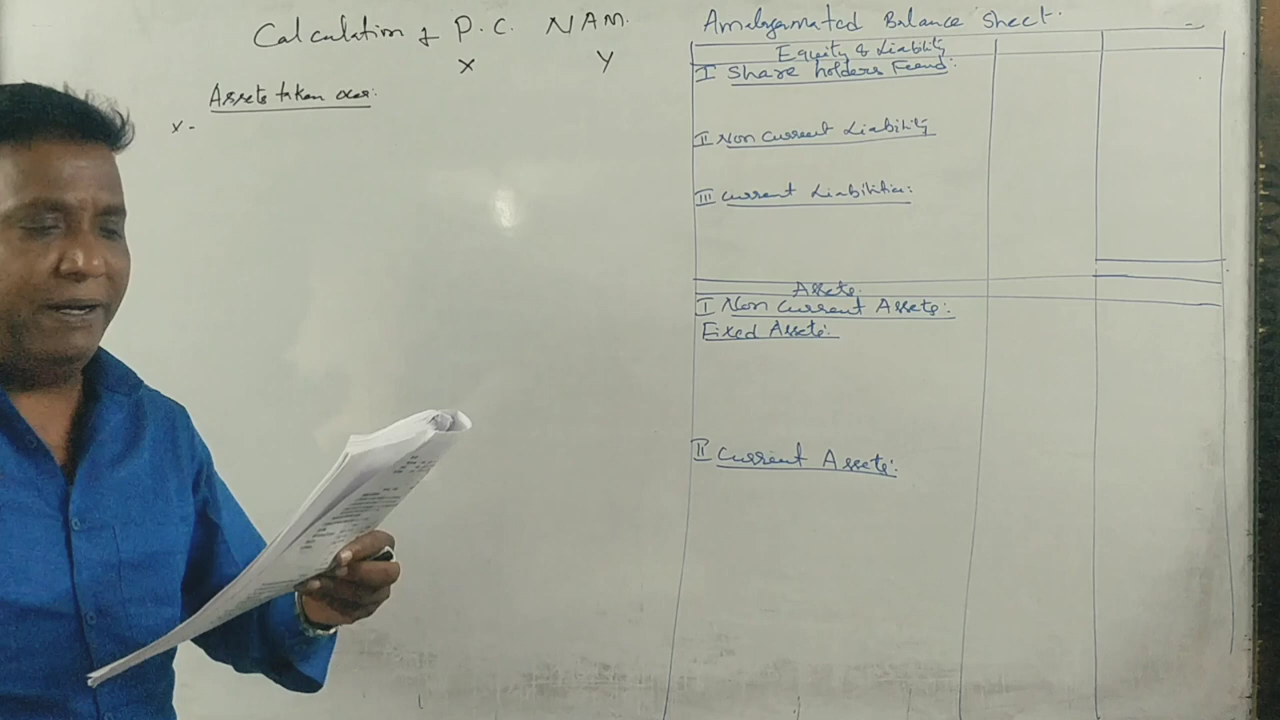 Calculation of P.C. NAM.
X Y
Assets taken over:
X -
Amalgamated Balance Sheet.
Equity & Liability
I Share holders Fund:
II Non Current Liability
III Current Liabilities:
Assets.
I Non Current Assets:
Fixed Assets:
II Current Assets: